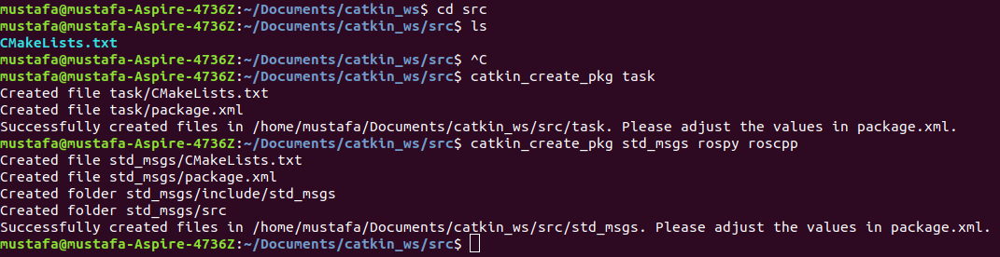 mustafa@mustafa-Aspire-4736Z:~/Documents/catkin_ws$ cd src
mustafa@mustafa-Aspire-4736Z:~/Documents/catkin_ws/src$ ls
CMakeLists.txt
mustafa@mustafa-Aspire-4736Z:~/Documents/catkin_ws/src$ ^C
mustafa@mustafa-Aspire-4736Z:~/Documents/catkin_ws/src$ catkin_create_pkg task
Created file task/CMakeLists.txt
Created file task/package.xml
Successfully created files in /home/mustafa/Documents/catkin_ws/src/task. Please adjust the values in package.xml.
mustafa@mustafa-Aspire-4736Z:~/Documents/catkin_ws/src$ catkin_create_pkg std_msgs rospy roscpp
Created file std_msgs/CMakeLists.txt
Created file std_msgs/package.xml
Created folder std_msgs/include/std_msgs
Created folder std_msgs/src
Successfully created files in /home/mustafa/Documents/catkin_ws/src/std_msgs. Please adjust the values in package.xml.
mustafa@mustafa-Aspire-4736Z:~/Documents/catkin_ws/src$